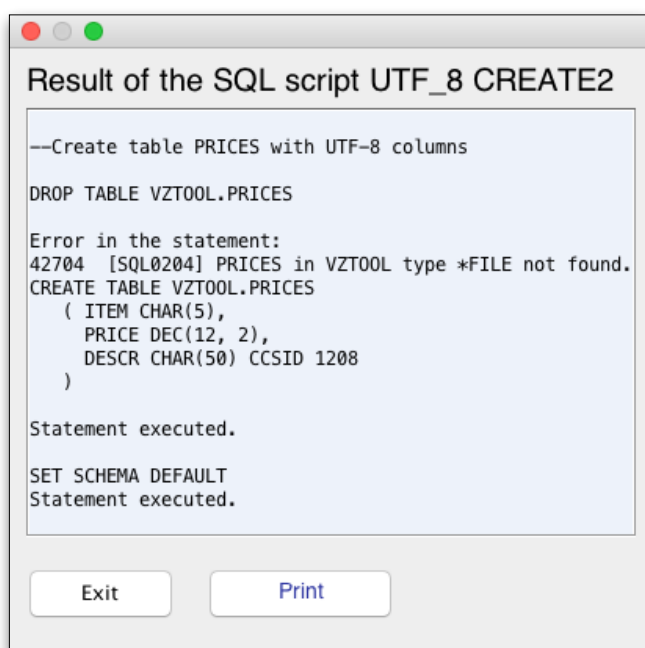 Result of the SQL script UTF_8 CREATE2
--Create table PRICES with UTF-8 columns
DROP TABLE VZTOOL.PRICES
Error in the statement:
42704  [SQL0204] PRICES in VZTOOL type *FILE not found.
CREATE TABLE VZTOOL.PRICES
   ( ITEM CHAR(5),
     PRICE DEC(12, 2),
     DESCR CHAR(50) CCSID 1208
   )
Statement executed.
SET SCHEMA DEFAULT
Statement executed.
Exit
Print